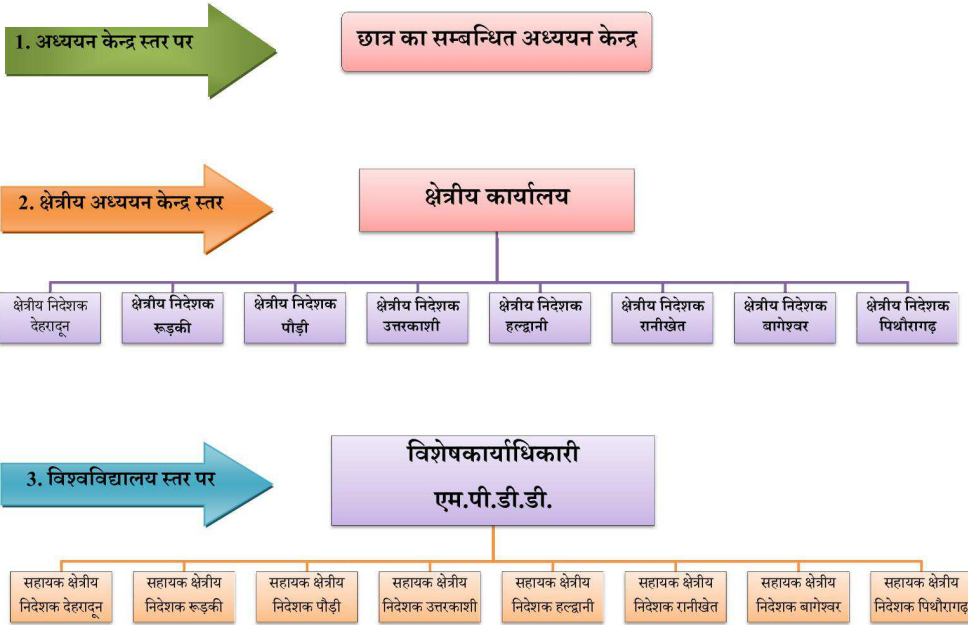 1. अध्ययन केन्द्र स्तर पर
छात्र का सम्बन्धित अध्ययन केन्द्र
2. क्षेत्रीय अध्ययन केन्द्र स्तर
क्षेत्रीय कार्यालय
क्षेत्रीय निदेशक
देहरादून
क्षेत्रीय निदेशक
रूड़की
क्षेत्रीय निदेशक
पौड़ी
क्षेत्रीय निदेशक
उत्तरकाशी
क्षेत्रीय निदेशक
हल्द्वानी
क्षेत्रीय निदेशक
रानीखेत
क्षेत्रीय निदेशक
बागेश्वर
क्षेत्रीय निदेशक
पिथौरागढ़
3. विश्वविद्यालय स्तर पर
विशेषकार्याधिकारी
एम.पी.डी.डी.
सहायक क्षेत्रीय
निदेशक देहरादून
सहायक क्षेत्रीय
निदेशक रूड़की
सहायक क्षेत्रीय
निदेशक पौड़ी
सहायक क्षेत्रीय
निदेशक उत्तरकाशी
सहायक क्षेत्रीय
निदेशक हल्द्वानी
सहायक क्षेत्रीय
निदेशक रानीखेत
सहायक क्षेत्रीय
निदेशक बागेश्वर
सहायक क्षेत्रीय
निदेशक पिथौरागढ़